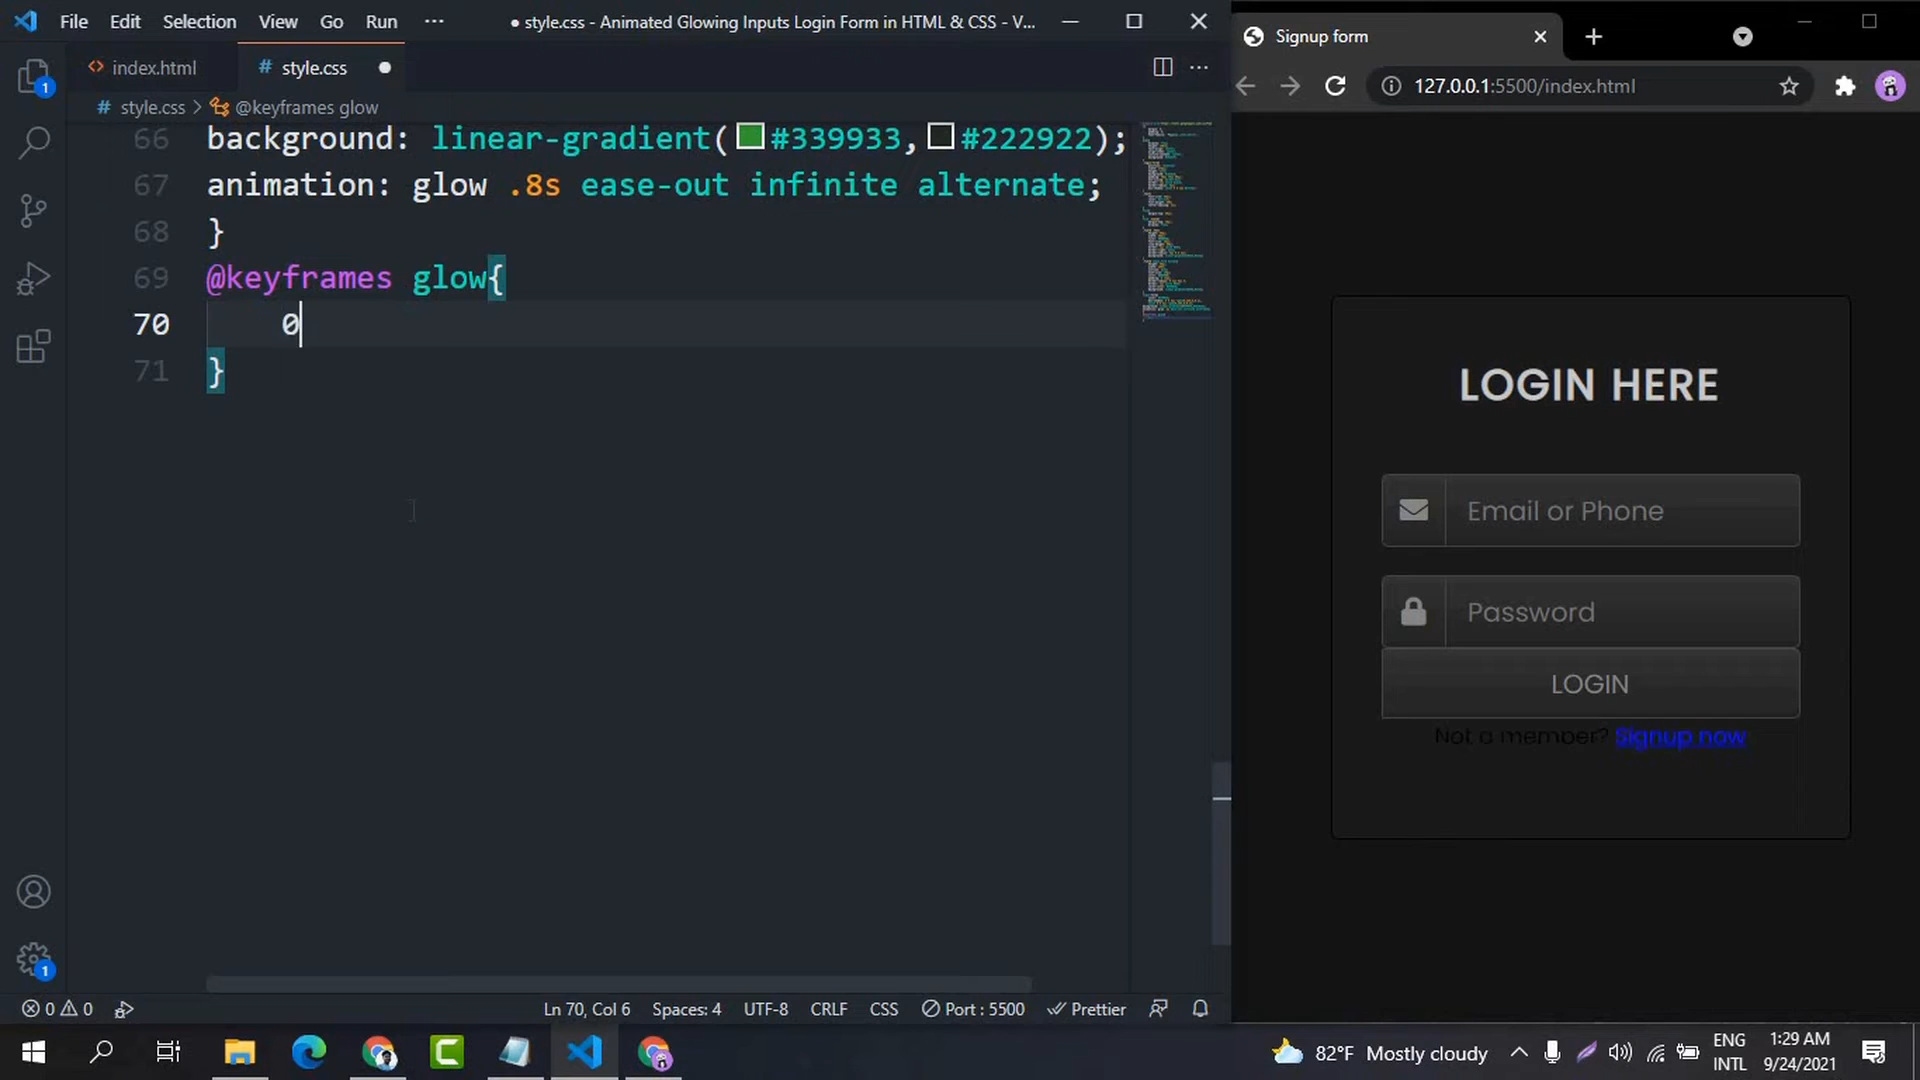 File Edit Selection View Go Run ··· ● style.css - Animated Glowing Inputs Login Form in HTML & CSS - V...
<> index.html # style.css ●
# style.css > @keyframes glow
66 background: linear-gradient(#339933,#222922);
67 animation: glow .8s ease-out infinite alternate;
68 }
69 @keyframes glow{
70 0
71 }
1
1
0 0 Ln 70, Col 6 Spaces: 4 UTF-8 CRLF CSS Port : 5500 Prettier
Signup form
127.0.0.1:5500/index.html
LOGIN HERE
Email or Phone
Password
LOGIN
Not a member? Signup now
82°F Mostly cloudy
ENG
INTL
1:29 AM
9/24/2021